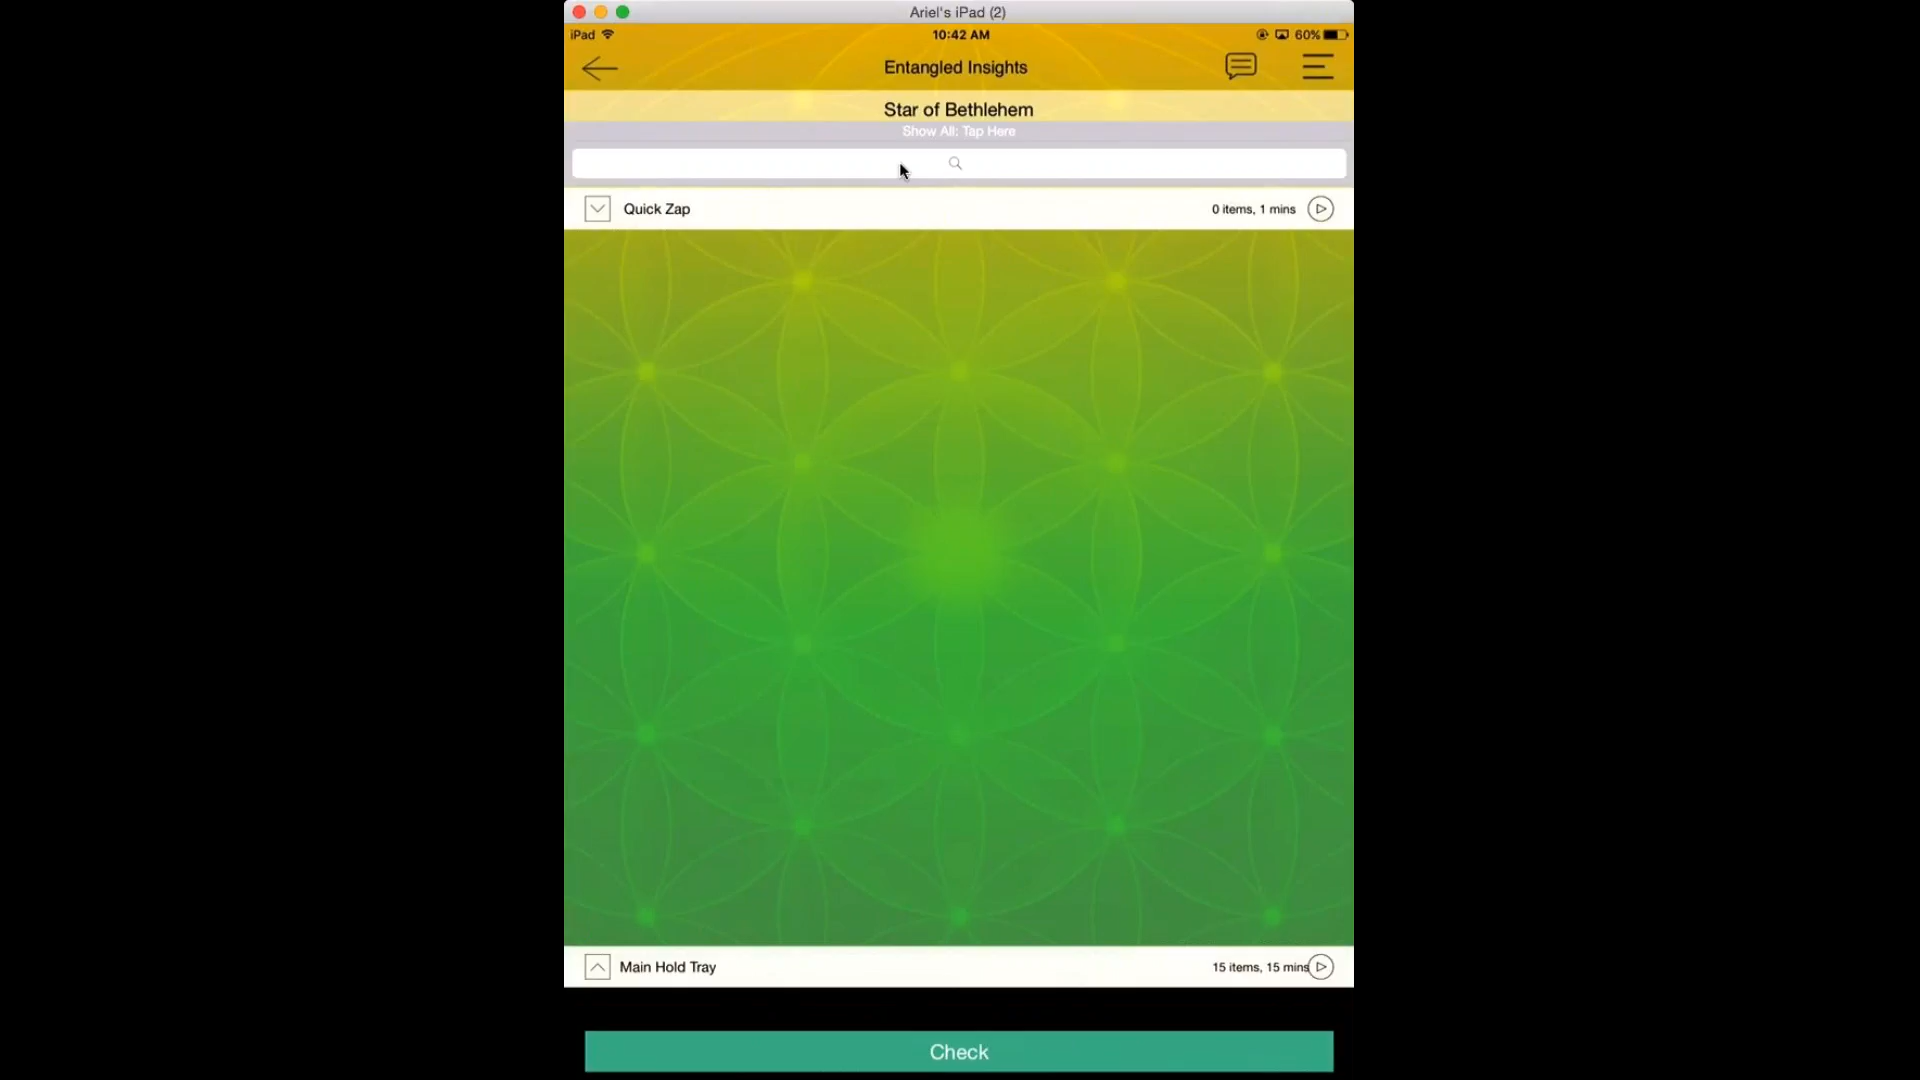 Ariel's iPad (2)
iPad 10:42 AM 60%
Entangled Insights
Star of Bethlehem
Show All: Tap Here
Quick Zap 0 items, 1 mins
Main Hold Tray 15 items, 15 mins
Check